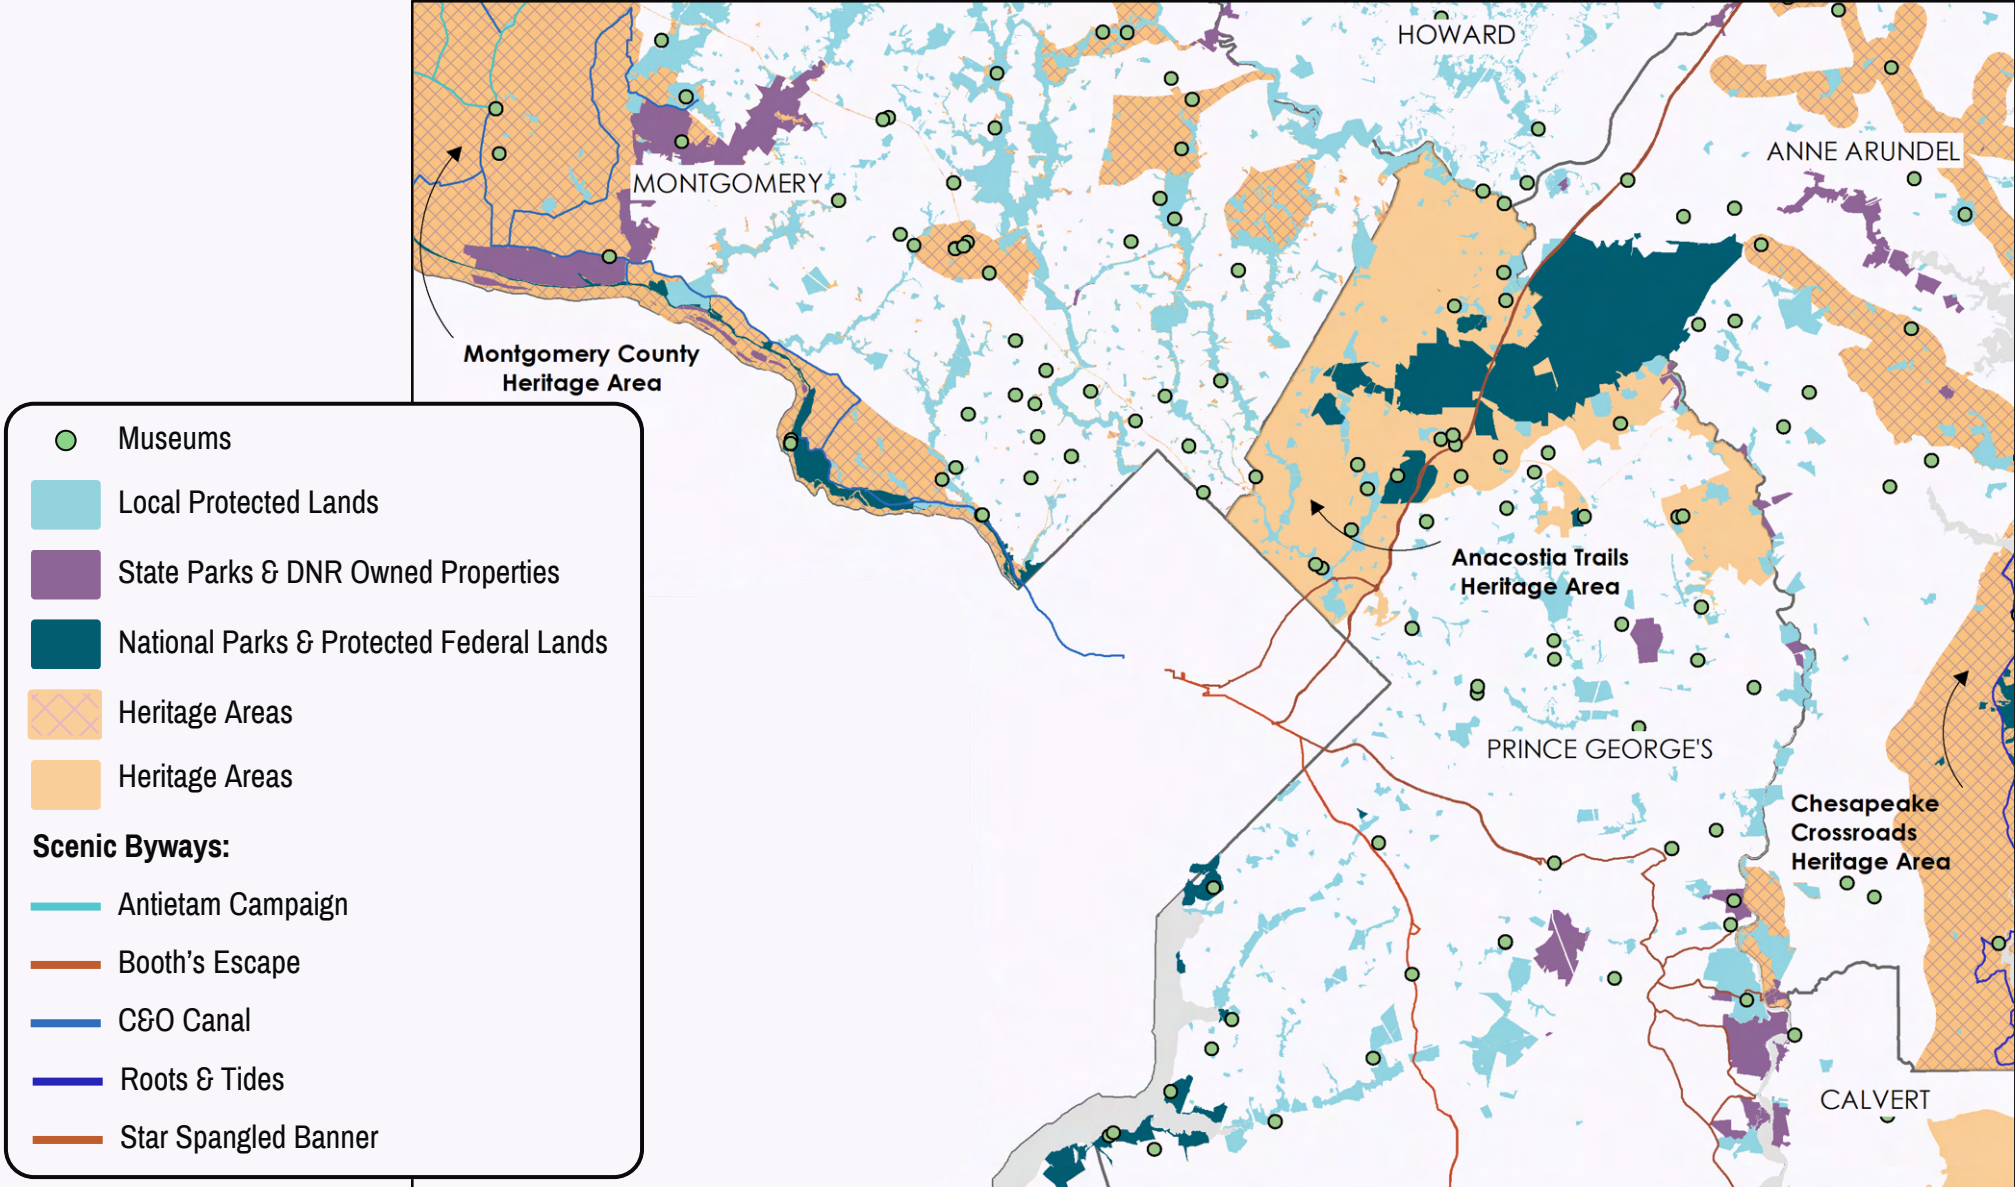 HOWARD
ANNE ARUNDEL
MONTGOMERY
Montgomery County
Heritage Area
Museums
Local Protected Lands
State Parks & DNR Owned Properties
National Parks & Protected Federal Lands
Heritage Areas
Heritage Areas
Scenic Byways:
Antietam Campaign
Booth's Escape
C&O Canal
Roots & Tides
Star Spangled Banner
Anacostia Trails
Heritage Area
PRINCE GEORGE'S
Chesapeake
Crossroads
Heritage Area
CALVERT